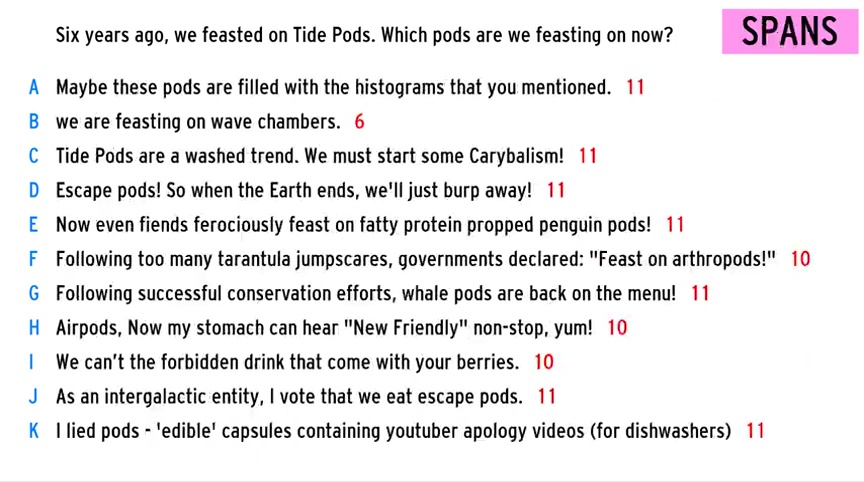 Six years ago, we feasted on Tide Pods. Which pods are we feasting on now?
SPANS
A Maybe these pods are filled with the histograms that you mentioned. 11
B we are feasting on wave chambers. 6
C Tide Pods are a washed trend. We must start some Carybalism! 11
D Escape pods! So when the Earth ends, we'll just burp away! 11
E Now even fiends ferociously feast on fatty protein propped penguin pods! 11
F Following too many tarantula jumpscares, governments declared: "Feast on arthropods!" 10
G Following successful conservation efforts, whale pods are back on the menu! 11
H Airpods, Now my stomach can hear "New Friendly" non-stop, yum! 10
I We can't the forbidden drink that come with your berries. 10
J As an intergalactic entity, I vote that we eat escape pods. 11
K I lied pods - 'edible' capsules containing youtuber apology videos (for dishwashers) 11